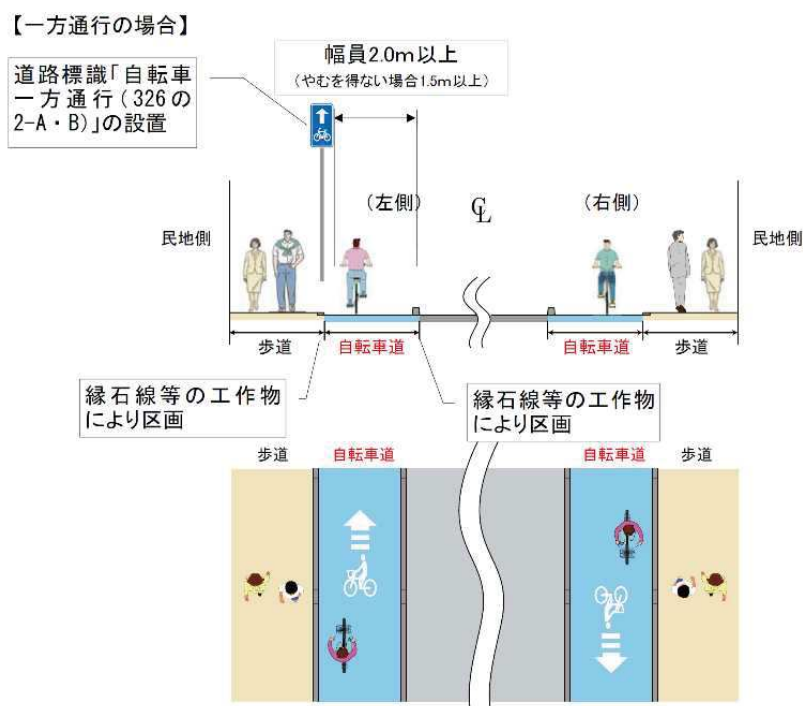 【一方通行の場合】
道路標識「自転車
一方通行(326の
2-A・B)」の設置
幅員2.0m以上
(やむを得ない場合1.5m以上)
(左側)
℄
(右側)
民地側
民地側
歩道
自転車道
自転車道
歩道
縁石線等の工作物
により区画
縁石線等の工作物
により区画
歩道
自転車道
自転車道
歩道